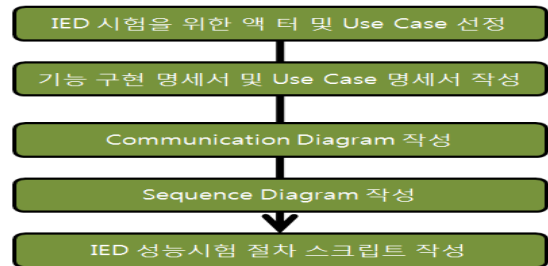 IED 시험을 위한 액 터 및 Use Case 선정
기능 구현 명세서 및 Use Case 명세서 작성
Communication Diagram 작성
Sequence Diagram 작성
IED 성능시험 절차 스크립트 작성